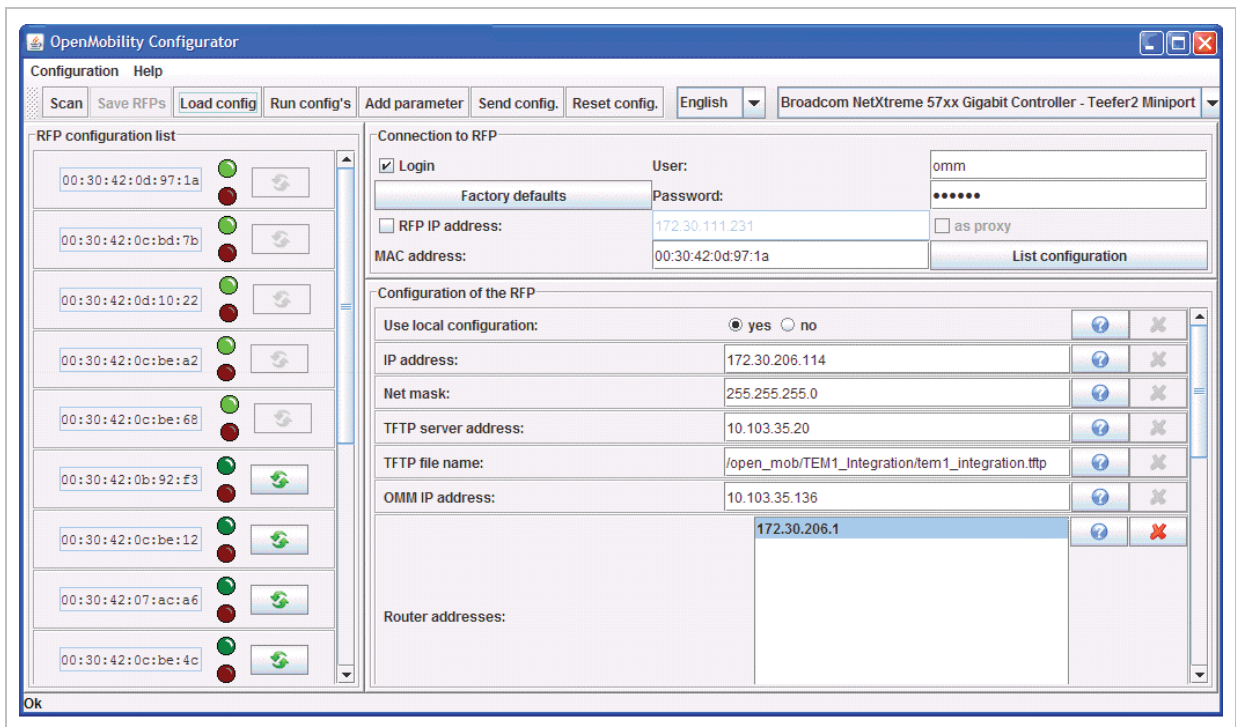 OpenMobility Configurator
Configuration Help
Scan Save RFPs Load config Run config's Add parameter Send config. Reset config. English Broadcom NetXtreme 57xx Gigabit Controller - Teefer2 Miniport
RFP configuration list
00:30:42:0d:97:1a
00:30:42:0c:bd:7b
00:30:42:0d:10:22
00:30:42:0c:be:a2
00:30:42:0c:be:68
00:30:42:0b:92:f3
00:30:42:0c:be:12
00:30:42:07:ac:a6
00:30:42:0c:be:4c
Connection to RFP
Login User: omm
Factory defaults Password: ••••••
RFP IP address: 172.30.111.231 as proxy
MAC address: 00:30:42:0d:97:1a List configuration
Configuration of the RFP
Use local configuration: yes no
IP address: 172.30.206.114
Net mask: 255.255.255.0
TFTP server address: 10.103.35.20
TFTP file name: /open_mob/TEM1_Integration/tem1_integration.tftp
OMM IP address: 10.103.35.136
172.30.206.1
Router addresses:
Ok